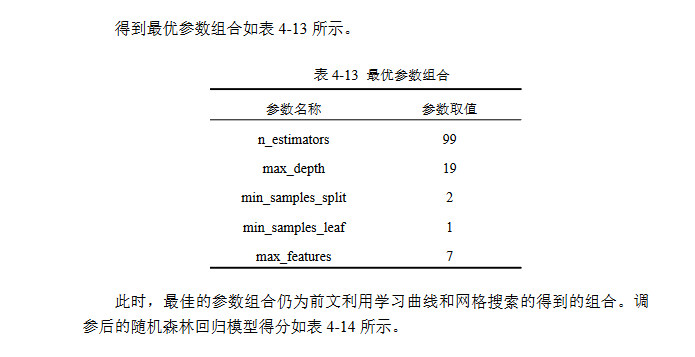 得到最优参数组合如表 4-13 所示。
表 4-13 最优参数组合
参数名称 参数取值
n_estimators 99
max_depth 19
min_samples_split 2
min_samples_leaf 1
max_features 7
此时，最佳的参数组合仍为前文利用学习曲线和网格搜索的得到的组合。调
参后的随机森林回归模型得分如表 4-14 所示。